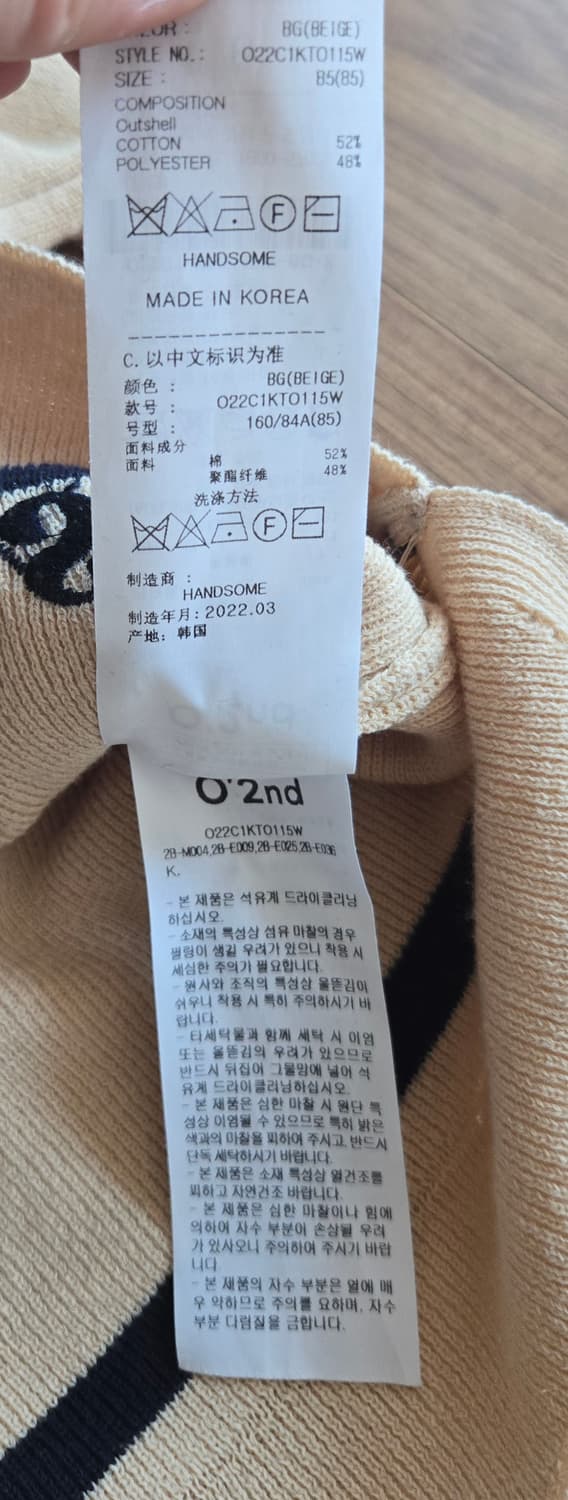 BG(BEIGE)
STYLE NO.: O22C1KTO115W
SIZE : 85(85)
COMPOSITION
Outshell
COTTON 52%
POLYESTER 48%
F
HANDSOME
MADE IN KOREA
C. 以中文标识为准
颜色 : BG(BEIGE)
款号 : O22C1KTO115W
号型 : 160/84A(85)
面料成分
面料 棉 52%
聚酯纤维 48%
洗涤方法
F
制造商 :
HANDSOME
制造年月: 2022.03
产地: 韩国
O'2nd
O22C1KTO115W
2B-M004,2B-E009,2B-E025,2B-E036
K.
- 본 제품은 석유계 드라이클리닝
하십시오.
- 소재의 특성상 섬유 마찰의 경우
필링이 생길 우려가 있으니 착용 시
세심한 주의가 필요합니다.
- 원사와 조직의 특성상 올뜯김이
쉬우니 착용 시 특히 주의하시기 바
랍니다.
- 타세탁물과 함께 세탁 시 이염
또는 올뜯김의 우려가 있으므로
반드시 뒤집어 그물망에 넣어 석
유계 드라이클리닝하십시오.
- 본 제품은 심한 마찰 시 원단 특
성상 이염될 수 있으므로 특히 밝은
색과의 마찰을 피하여 주시고, 반드시
단독 세탁하시기 바랍니다.
- 본 제품은 소재 특성상 열건조를
피하고 자연건조 바랍니다.
- 본 제품은 심한 마찰이나 힘에
의하여 자수 부분이 손상될 우려
가 있사오니 주의하여 주시기 바랍
니다.
- 본 제품의 자수 부분은 열에 매
우 약하므로 주의를 요하며, 자수
부분 다림질을 금합니다.